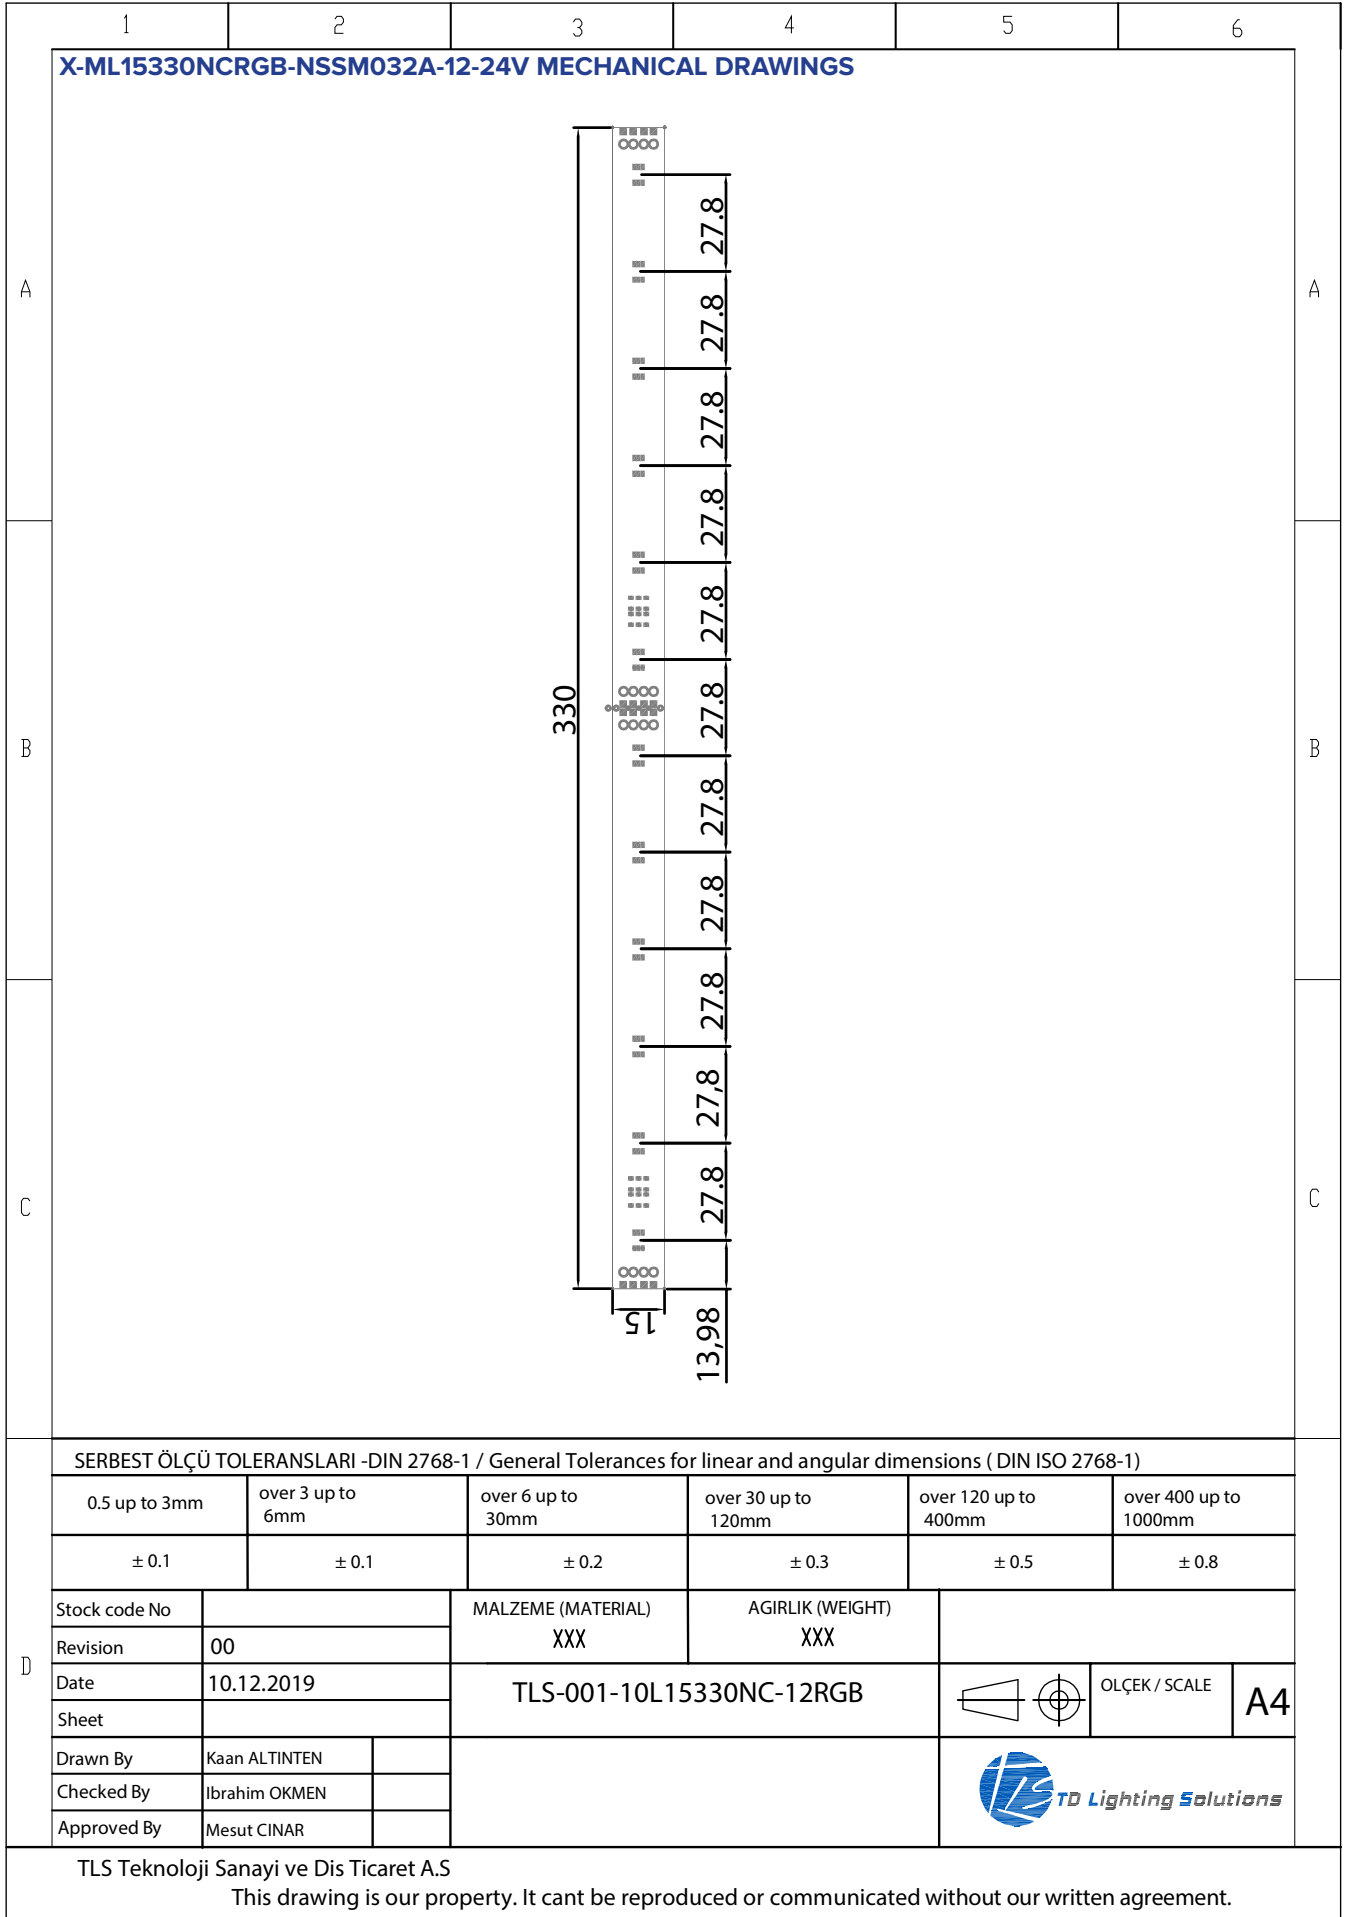 1 2 3 4 5 6
X-ML15330NCRGB-NSSM032A-12-24V MECHANICAL DRAWINGS
27.8
A A
27.8
27.8
27.8
27.8
330
27.8
B B
27.8
27.8
27.8
27,8
27.8
C C
15
13,98
SERBEST ÖLÇÜ TOLERANSLARI -DIN 2768-1 / General Tolerances for linear and angular dimensions ( DIN ISO 2768-1)
0.5 up to 3mm
over 3 up to
6mm
over 6 up to
30mm
over 30 up to
120mm
over 120 up to
400mm
over 400 up to
1000mm
± 0.1 ± 0.1 ± 0.2 ± 0.3 ± 0.5 ± 0.8
Stock code No
MALZEME (MATERIAL)
XXX
AGIRLIK (WEIGHT)
XXX
Revision 00
D
Date 10.12.2019
TLS-001-10L15330NC-12RGB
OLÇEK / SCALE
A4
Sheet
Drawn By Kaan ALTINTEN
Checked By Ibrahim OKMEN
Approved By Mesut CINAR
TLS TD Lighting Solutions
TLS Teknoloji Sanayi ve Dis Ticaret A.S
This drawing is our property. It cant be reproduced or communicated without our written agreement.